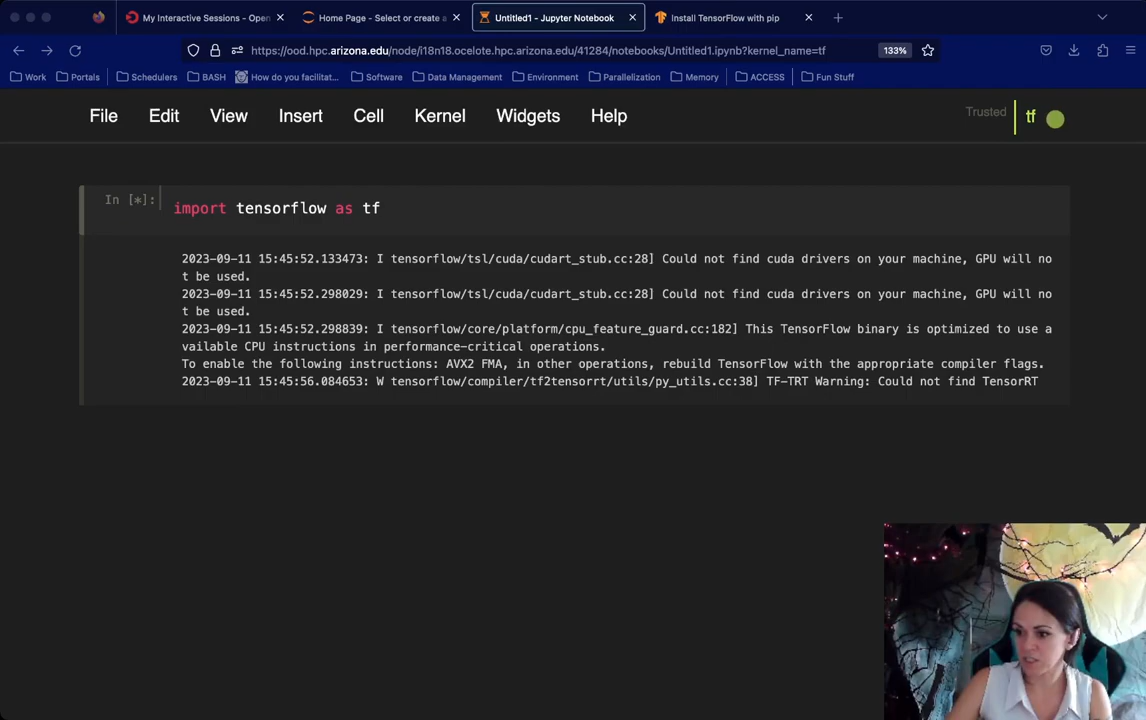 My Interactive Sessions - Open
Home Page - Select or create a
Untitled1 - Jupyter Notebook
Install TensorFlow with pip
https://ood.hpc.arizona.edu/node/i18n18.ocelote.hpc.arizona.edu/41284/notebooks/Untitled1.ipynb?kernel_name=tf
133%
Work
Portals
Schedulers
BASH
How do you facilitat...
Software
Data Management
Environment
Parallelization
Memory
ACCESS
Fun Stuff
File Edit View Insert Cell Kernel Widgets Help
Trusted
tf
In [*]:
import tensorflow as tf
2023-09-11 15:45:52.133473: I tensorflow/tsl/cuda/cudart_stub.cc:28] Could not find cuda drivers on your machine, GPU will no
t be used.
2023-09-11 15:45:52.298029: I tensorflow/tsl/cuda/cudart_stub.cc:28] Could not find cuda drivers on your machine, GPU will no
t be used.
2023-09-11 15:45:52.298839: I tensorflow/core/platform/cpu_feature_guard.cc:182] This TensorFlow binary is optimized to use a
vailable CPU instructions in performance-critical operations.
To enable the following instructions: AVX2 FMA, in other operations, rebuild TensorFlow with the appropriate compiler flags.
2023-09-11 15:45:56.084653: W tensorflow/compiler/tf2tensorrt/utils/py_utils.cc:38] TF-TRT Warning: Could not find TensorRT